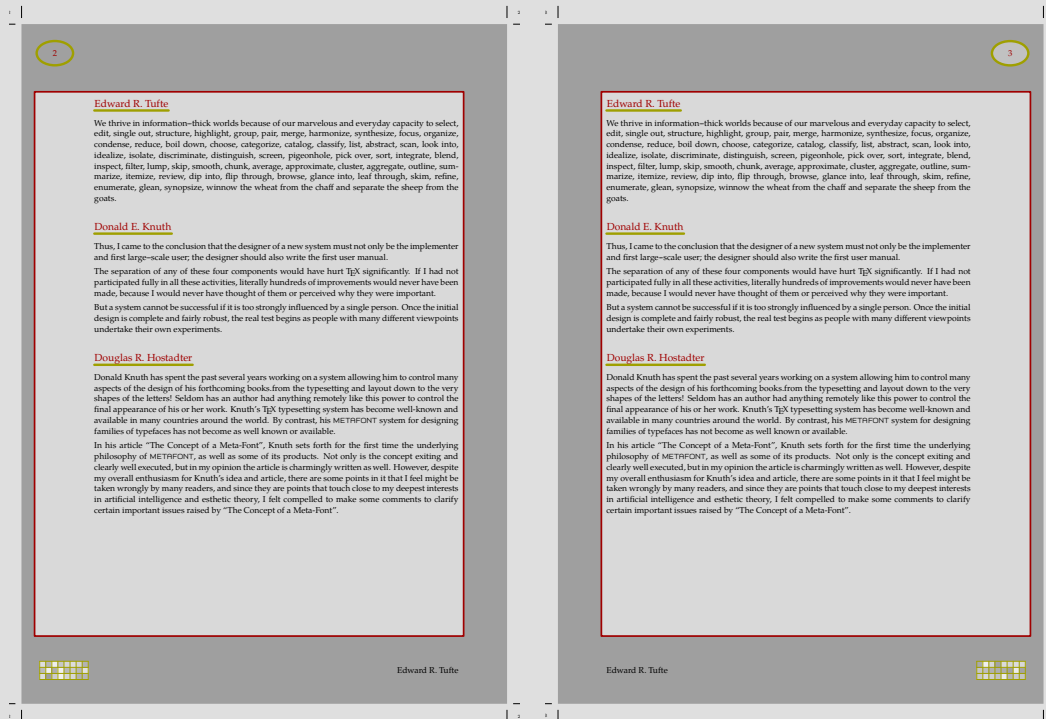 2
Edward R. Tufte
We thrive in information–thick worlds because of our marvelous and everyday capacity to select,
edit, single out, structure, highlight, group, pair, merge, harmonize, synthesize, focus, organize,
condense, reduce, boil down, choose, categorize, catalog, classify, list, abstract, scan, look into,
idealize, isolate, discriminate, distinguish, screen, pigeonhole, pick over, sort, integrate, blend,
inspect, filter, lump, skip, smooth, chunk, average, approximate, cluster, aggregate, outline, sum-
marize, itemize, review, dip into, flip through, browse, glance into, leaf through, skim, refine,
enumerate, glean, synopsize, winnow the wheat from the chaff and separate the sheep from the
goats.
Donald E. Knuth
Thus, I came to the conclusion that the designer of a new system must not only be the implementer
and first large–scale user; the designer should also write the first user manual.
The separation of any of these four components would have hurt TEX significantly. If I had not
participated fully in all these activities, literally hundreds of improvements would never have been
made, because I would never have thought of them or perceived why they were important.
But a system cannot be successful if it is too strongly influenced by a single person. Once the initial
design is complete and fairly robust, the real test begins as people with many different viewpoints
undertake their own experiments.
Douglas R. Hostadter
Donald Knuth has spent the past several years working on a system allowing him to control many
aspects of the design of his forthcoming books.from the typesetting and layout down to the very
shapes of the letters! Seldom has an author had anything remotely like this power to control the
final appearance of his or her work. Knuth's TEX typesetting system has become well-known and
available in many countries around the world. By contrast, his METAFONT system for designing
families of typefaces has not become as well known or available.
In his article “The Concept of a Meta-Font”, Knuth sets forth for the first time the underlying
philosophy of METAFONT, as well as some of its products. Not only is the concept exiting and
clearly well executed, but in my opinion the article is charmingly written as well. However, despite
my overall enthusiasm for Knuth's idea and article, there are some points in it that I feel might be
taken wrongly by many readers, and since they are points that touch close to my deepest interests
in artificial intelligence and esthetic theory, I felt compelled to make some comments to clarify
certain important issues raised by “The Concept of a Meta-Font”.
Edward R. Tufte
3
Edward R. Tufte
We thrive in information–thick worlds because of our marvelous and everyday capacity to select,
edit, single out, structure, highlight, group, pair, merge, harmonize, synthesize, focus, organize,
condense, reduce, boil down, choose, categorize, catalog, classify, list, abstract, scan, look into,
idealize, isolate, discriminate, distinguish, screen, pigeonhole, pick over, sort, integrate, blend,
inspect, filter, lump, skip, smooth, chunk, average, approximate, cluster, aggregate, outline, sum-
marize, itemize, review, dip into, flip through, browse, glance into, leaf through, skim, refine,
enumerate, glean, synopsize, winnow the wheat from the chaff and separate the sheep from the
goats.
Donald E. Knuth
Thus, I came to the conclusion that the designer of a new system must not only be the implementer
and first large–scale user; the designer should also write the first user manual.
The separation of any of these four components would have hurt TEX significantly. If I had not
participated fully in all these activities, literally hundreds of improvements would never have been
made, because I would never have thought of them or perceived why they were important.
But a system cannot be successful if it is too strongly influenced by a single person. Once the initial
design is complete and fairly robust, the real test begins as people with many different viewpoints
undertake their own experiments.
Douglas R. Hostadter
Donald Knuth has spent the past several years working on a system allowing him to control many
aspects of the design of his forthcoming books.from the typesetting and layout down to the very
shapes of the letters! Seldom has an author had anything remotely like this power to control the
final appearance of his or her work. Knuth's TEX typesetting system has become well-known and
available in many countries around the world. By contrast, his METAFONT system for designing
families of typefaces has not become as well known or available.
In his article “The Concept of a Meta-Font”, Knuth sets forth for the first time the underlying
philosophy of METAFONT, as well as some of its products. Not only is the concept exiting and
clearly well executed, but in my opinion the article is charmingly written as well. However, despite
my overall enthusiasm for Knuth's idea and article, there are some points in it that I feel might be
taken wrongly by many readers, and since they are points that touch close to my deepest interests
in artificial intelligence and esthetic theory, I felt compelled to make some comments to clarify
certain important issues raised by “The Concept of a Meta-Font”.
Edward R. Tufte